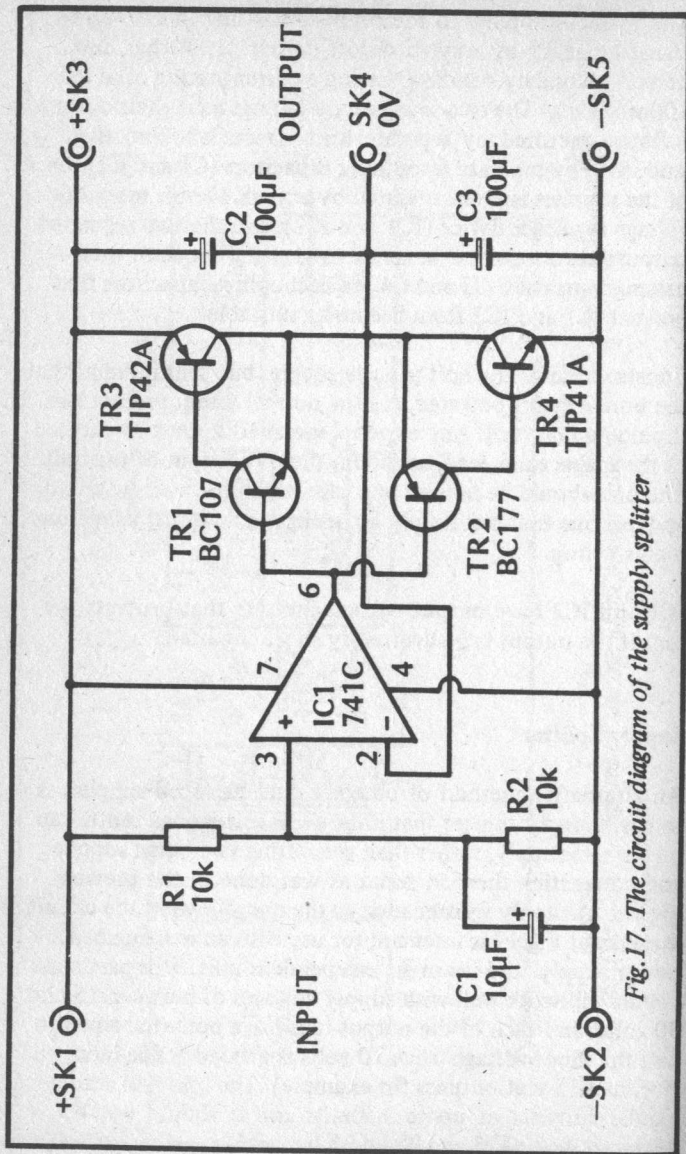 +SK1
R1
10k
INPUT
C1
10µF
+
R2
10k
−SK2
3
2
+
−
IC1
741C
7
6
4
TR1
BC107
TR2
BC177
TR3
TIP42A
TR4
TIP41A
+
C2
100µF
+
C3
100µF
+SK3
OUTPUT
SK4
0V
−SK5
Fig.11. The circuit diagram of the supply splitter